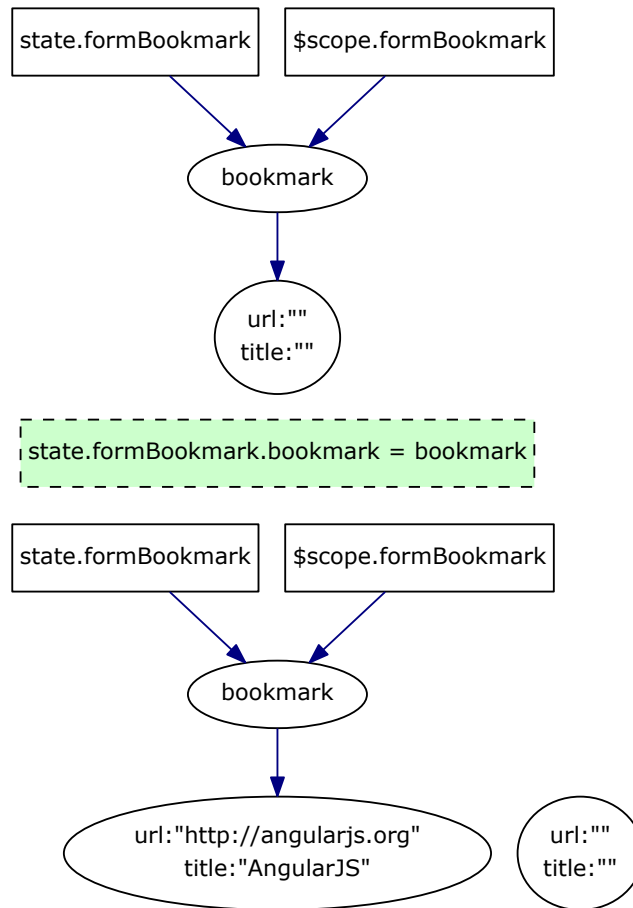 state.formBookmark
$scope.formBookmark
bookmark
url:""
title:""
state.formBookmark.bookmark = bookmark
state.formBookmark
$scope.formBookmark
bookmark
url:"http://angularjs.org"
title:"AngularJS"
url:""
title:""